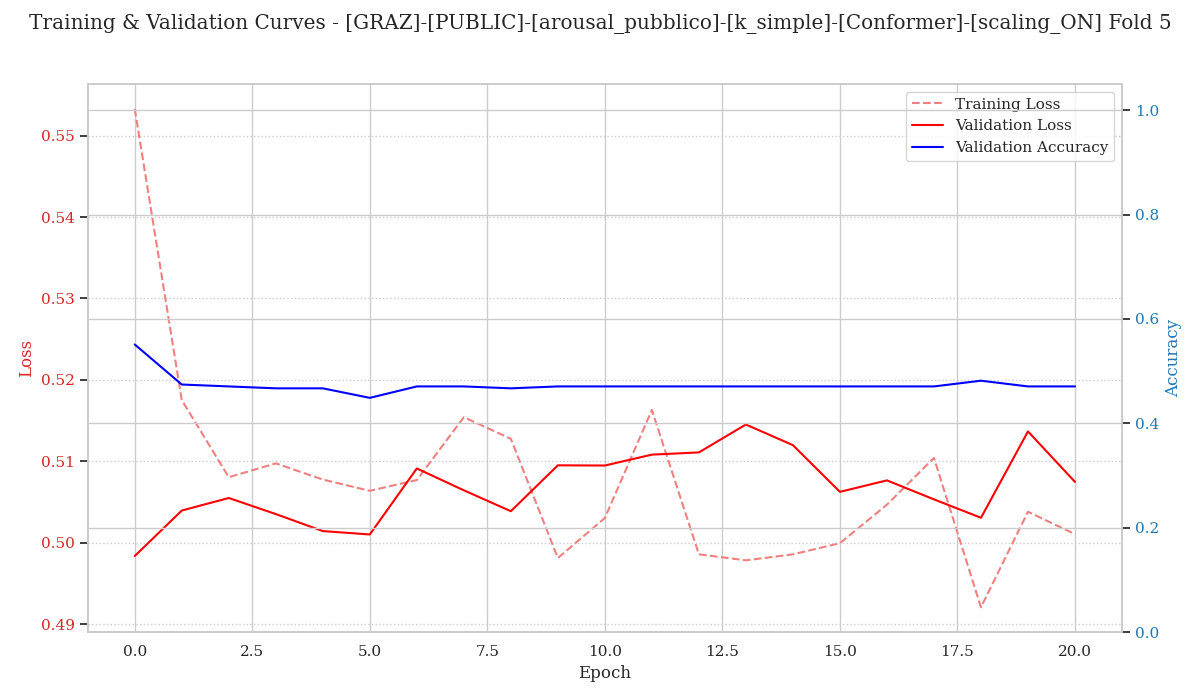 Training & Validation Curves - [GRAZ]-[PUBLIC]-[arousal_pubblico]-[k_simple]-[Conformer]-[scaling_ON] Fold 5
Training Loss
Validation Loss
Validation Accuracy
Loss
0.55
0.54
0.53
0.52
0.51
0.50
0.49
1.0
0.8
0.6
0.4
0.2
0.0
Accuracy
0.0 2.5 5.0 7.5 10.0 12.5 15.0 17.5 20.0
Epoch